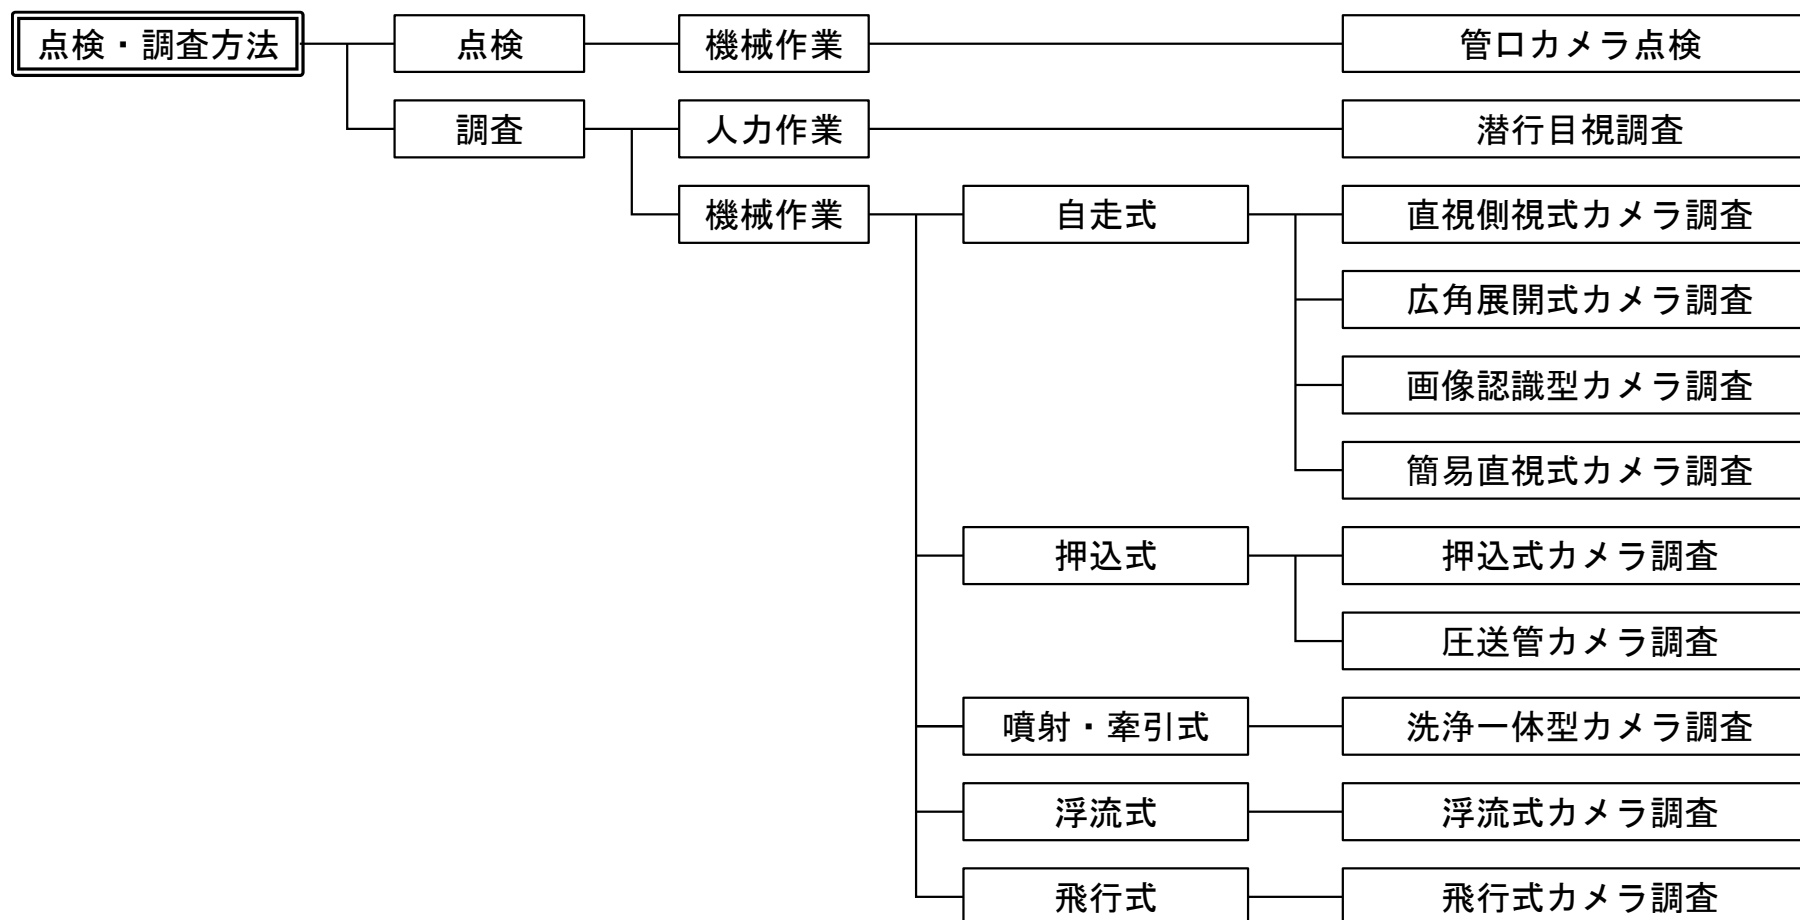 点検・調査方法
点検
機械作業
管口カメラ点検
調査
人力作業
潜行目視調査
機械作業
自走式
直視側視式カメラ調査
広角展開式カメラ調査
画像認識型カメラ調査
簡易直視式カメラ調査
押込式
押込式カメラ調査
圧送管カメラ調査
噴射・牽引式
洗浄一体型カメラ調査
浮流式
浮流式カメラ調査
飛行式
飛行式カメラ調査